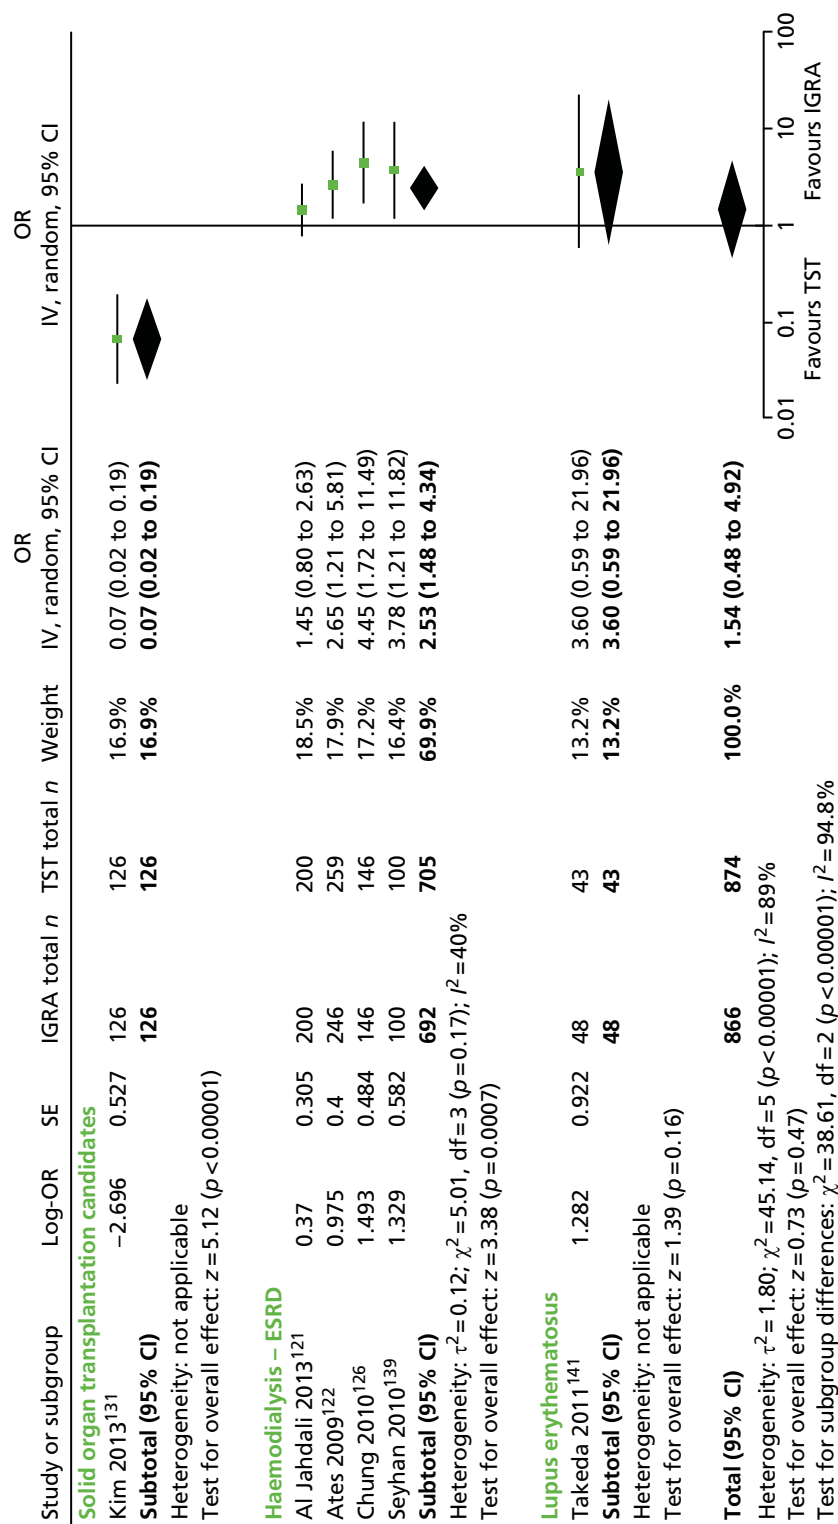 OR OR
Study or subgroup Log-OR SE IGRA total n TST total n Weight IV, random, 95% CI IV, random, 95% CI
Solid organ transplantation candidates
Kim 2013131 −2.696 0.527 126 126 16.9% 0.07 (0.02 to 0.19)
Subtotal (95% CI) 126 126 16.9% 0.07 (0.02 to 0.19)
Heterogeneity: not applicable
Test for overall effect: z=5.12 (p<0.00001)
Haemodialysis – ESRD
Al Jahdali 2013121 0.37 0.305 200 200 18.5% 1.45 (0.80 to 2.63)
Ates 2009122 0.975 0.4 246 259 17.9% 2.65 (1.21 to 5.81)
Chung 2010126 1.493 0.484 146 146 17.2% 4.45 (1.72 to 11.49)
Seyhan 2010139 1.329 0.582 100 100 16.4% 3.78 (1.21 to 11.82)
Subtotal (95% CI) 692 705 69.9% 2.53 (1.48 to 4.34)
Heterogeneity: τ2=0.12; χ2=5.01, df=3 (p=0.17); I2=40%
Test for overall effect: z=3.38 (p=0.0007)
Lupus erythematosus
Takeda 2011141 1.282 0.922 48 43 13.2% 3.60 (0.59 to 21.96)
Subtotal (95% CI) 48 43 13.2% 3.60 (0.59 to 21.96)
Heterogeneity: not applicable
Test for overall effect: z=1.39 (p=0.16)
Total (95% CI) 866 874 100.0% 1.54 (0.48 to 4.92)
Heterogeneity: τ2=1.80; χ2=45.14, df=5 (p<0.00001); I2=89%
Test for overall effect: z=0.73 (p=0.47)
Test for subgroup differences: χ2=38.61, df=2 (p<0.00001); I2=94.8%
0.01 0.1 1 10 100
Favours TST Favours IGRA